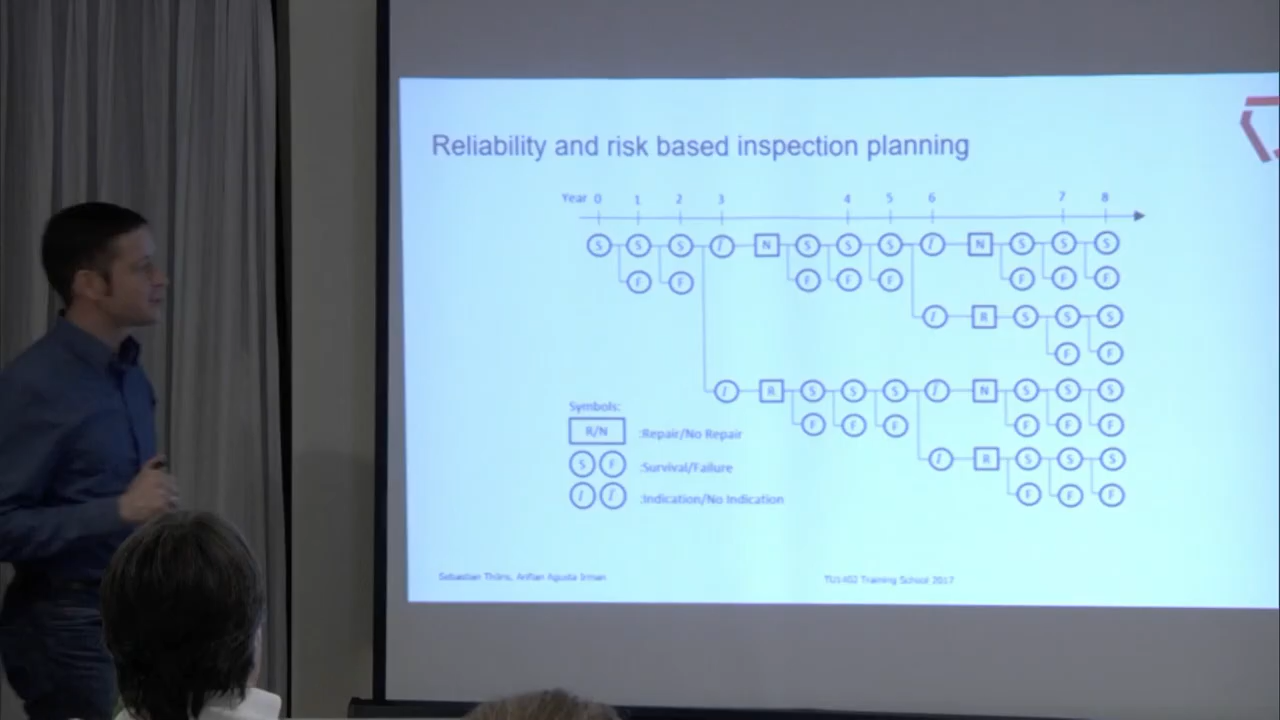 Reliability and risk based inspection planning
Year 0 1 2 3 4 5 6 7 8
S S S I N S S S I N S S S
F F F F F F F F
I R S S S
F F
I R S S S I N S S S
Symbols:
F F F F F F
R/N :Repair/No Repair
S F :Survival/Failure
I R S S S
I I :Indication/No Indication
F F F
Sebastian Thöns, Arifian Agusta Irman
TU1402 Training School 2017